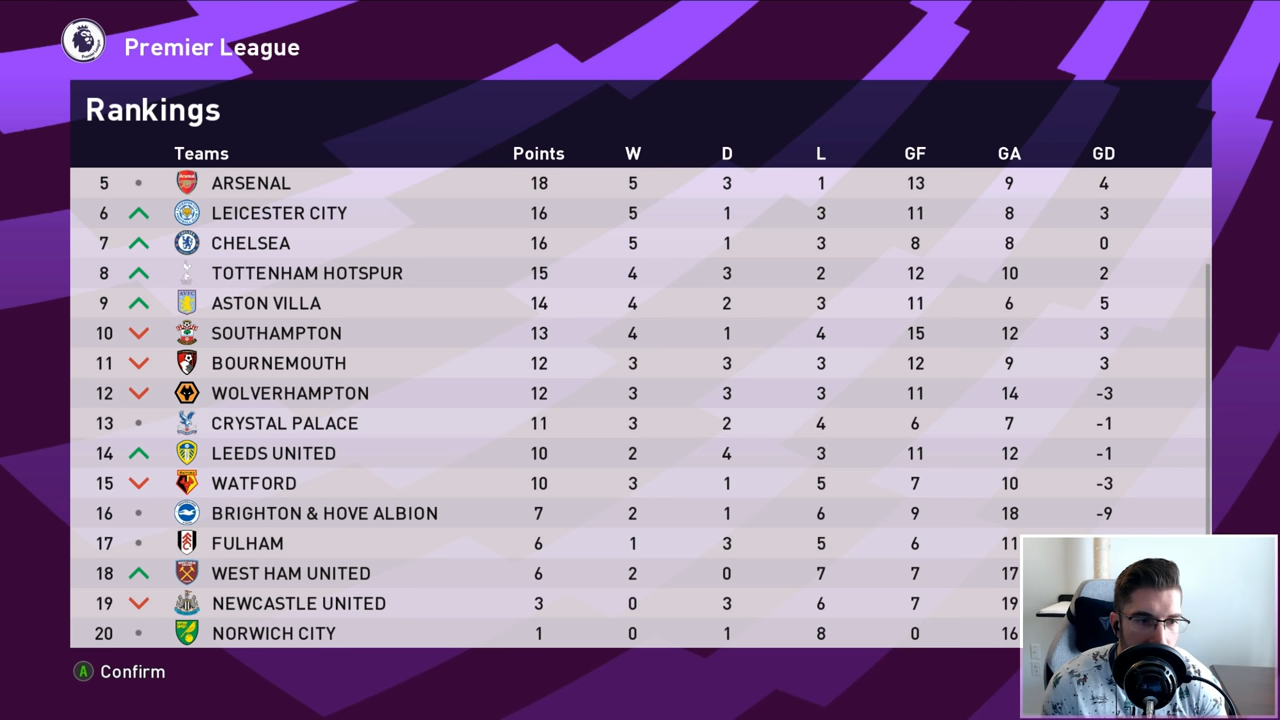 Premier League
Rankings
Teams Points W D L GF GA GD
5 ARSENAL 18 5 3 1 13 9 4
6 LEICESTER CITY 16 5 1 3 11 8 3
7 CHELSEA 16 5 1 3 8 8 0
8 TOTTENHAM HOTSPUR 15 4 3 2 12 10 2
9 ASTON VILLA 14 4 2 3 11 6 5
10 SOUTHAMPTON 13 4 1 4 15 12 3
11 BOURNEMOUTH 12 3 3 3 12 9 3
12 WOLVERHAMPTON 12 3 3 3 11 14 -3
13 CRYSTAL PALACE 11 3 2 4 6 7 -1
14 LEEDS UNITED 10 2 4 3 11 12 -1
15 WATFORD 10 3 1 5 7 10 -3
16 BRIGHTON & HOVE ALBION 7 2 1 6 9 18 -9
17 FULHAM 6 1 3 5 6 11
18 WEST HAM UNITED 6 2 0 7 7 17
19 NEWCASTLE UNITED 3 0 3 6 7 19
20 NORWICH CITY 1 0 1 8 0 16
A Confirm